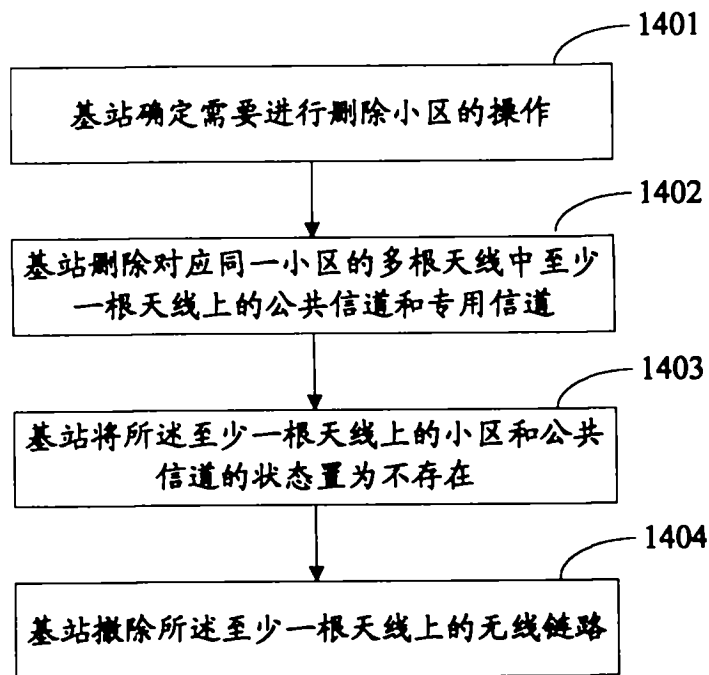 1401
基站确定需要进行删除小区的操作
1402
基站删除对应同一小区的多根天线中至少
一根天线上的公共信道和专用信道
1403
基站将所述至少一根天线上的小区和公共
信道的状态置为不存在
1404
基站撤除所述至少一根天线上的无线链路